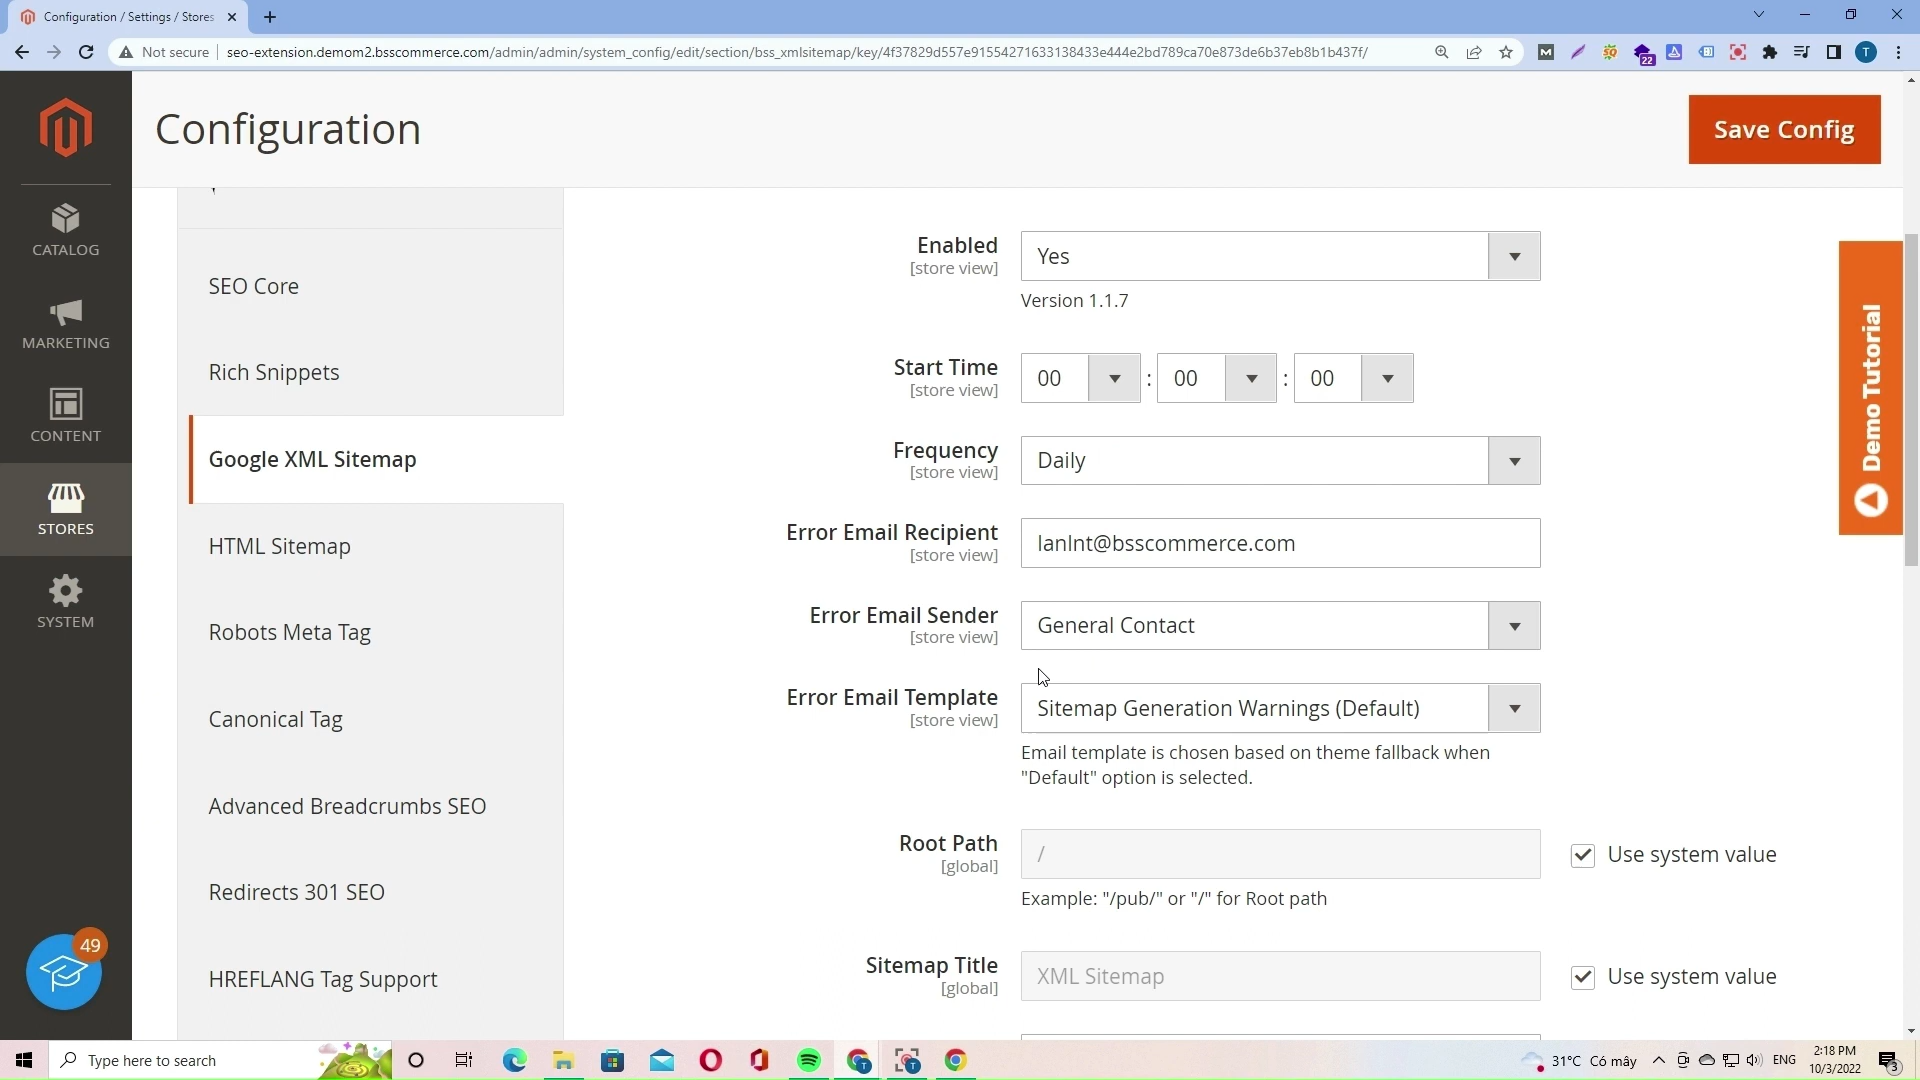 Configuration / Settings / Stores
Not secure
seo-extension.demom2.bsscommerce.com/admin/admin/system_config/edit/section/bss_xmlsitemap/key/4f37829d557e91554271633138433e444e2bd789ca70e873de6b37eb8b1b437f/
22
T
Configuration
Save Config
CATALOG
MARKETING
CONTENT
STORES
SYSTEM
49
SEO Core
Rich Snippets
Google XML Sitemap
HTML Sitemap
Robots Meta Tag
Canonical Tag
Advanced Breadcrumbs SEO
Redirects 301 SEO
HREFLANG Tag Support
Enabled
[store view]
Yes
Version 1.1.7
Start Time
[store view]
00 : 00 : 00
Frequency
[store view]
Daily
Error Email Recipient
[store view]
lanlnt@bsscommerce.com
Error Email Sender
[store view]
General Contact
Error Email Template
[store view]
Sitemap Generation Warnings (Default)
Email template is chosen based on theme fallback when
"Default" option is selected.
Root Path
[global]
/
Use system value
Example: "/pub/" or "/" for Root path
Sitemap Title
[global]
XML Sitemap
Use system value
Demo Tutorial
Type here to search
31°C Có mây
ENG
2:18 PM
10/3/2022
3